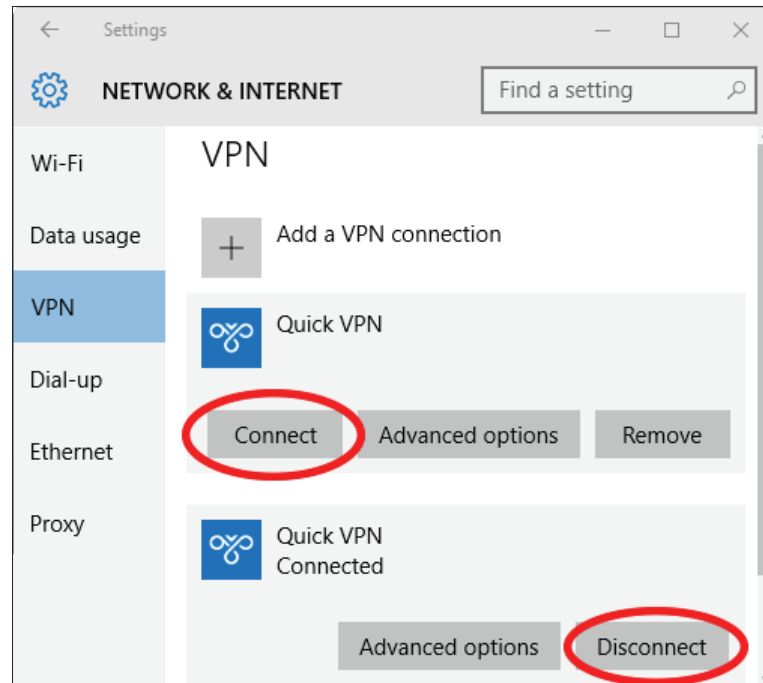 Settings
NETWORK & INTERNET
Find a setting
Wi-Fi
Data usage
VPN
Dial-up
Ethernet
Proxy
VPN
Add a VPN connection
Quick VPN
Connect Advanced options Remove
Quick VPN
Connected
Advanced options Disconnect